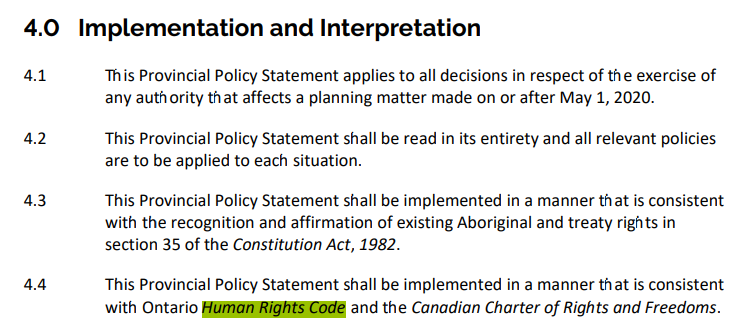 4.0 Implementation and Interpretation
4.1 This Provincial Policy Statement applies to all decisions in respect of the exercise of
any authority that affects a planning matter made on or after May 1, 2020.
4.2 This Provincial Policy Statement shall be read in its entirety and all relevant policies
are to be applied to each situation.
4.3 This Provincial Policy Statement shall be implemented in a manner that is consistent
with the recognition and affirmation of existing Aboriginal and treaty rights in
section 35 of the Constitution Act, 1982.
4.4 This Provincial Policy Statement shall be implemented in a manner that is consistent
with Ontario Human Rights Code and the Canadian Charter of Rights and Freedoms.